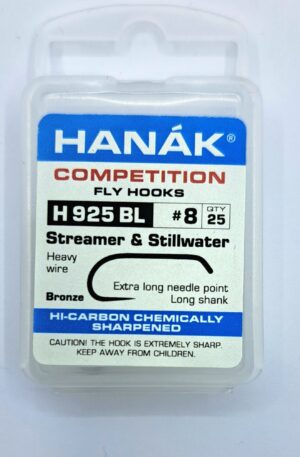 HANÁK®
COMPETITION
FLY HOOKS
H 925 BL #8 QTY 25
Streamer & Stillwater
Heavy wire
Extra long needle point
Long shank
Bronze
HI-CARBON CHEMICALLY
SHARPENED
CAUTION! THE HOOK IS EXTREMELY SHARP.
KEEP AWAY FROM CHILDREN.